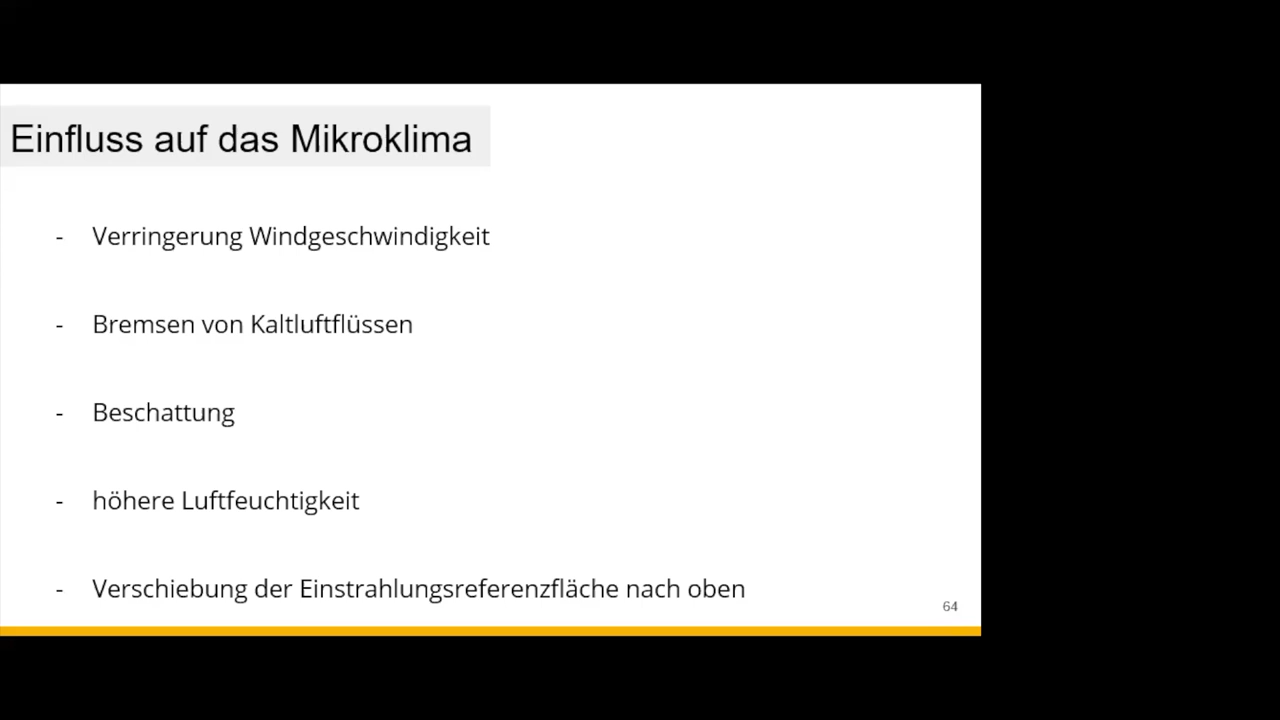 Einfluss auf das Mikroklima
- Verringerung Windgeschwindigkeit
- Bremsen von Kaltluftflüssen
- Beschattung
- höhere Luftfeuchtigkeit
- Verschiebung der Einstrahlungsreferenzfläche nach oben
64